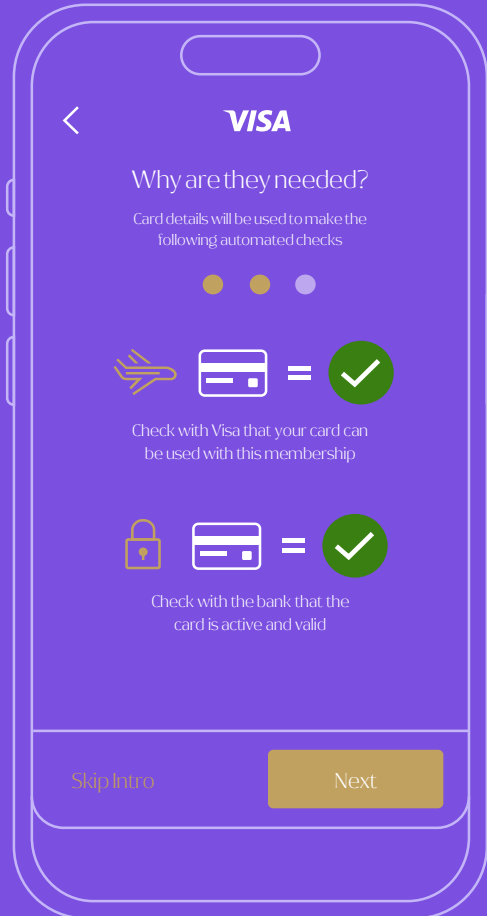 VISA
Why are they needed?
Card details will be used to make the
following automated checks
Check with Visa that your card can
be used with this membership
Check with the bank that the
card is active and valid
Skip Intro
Next